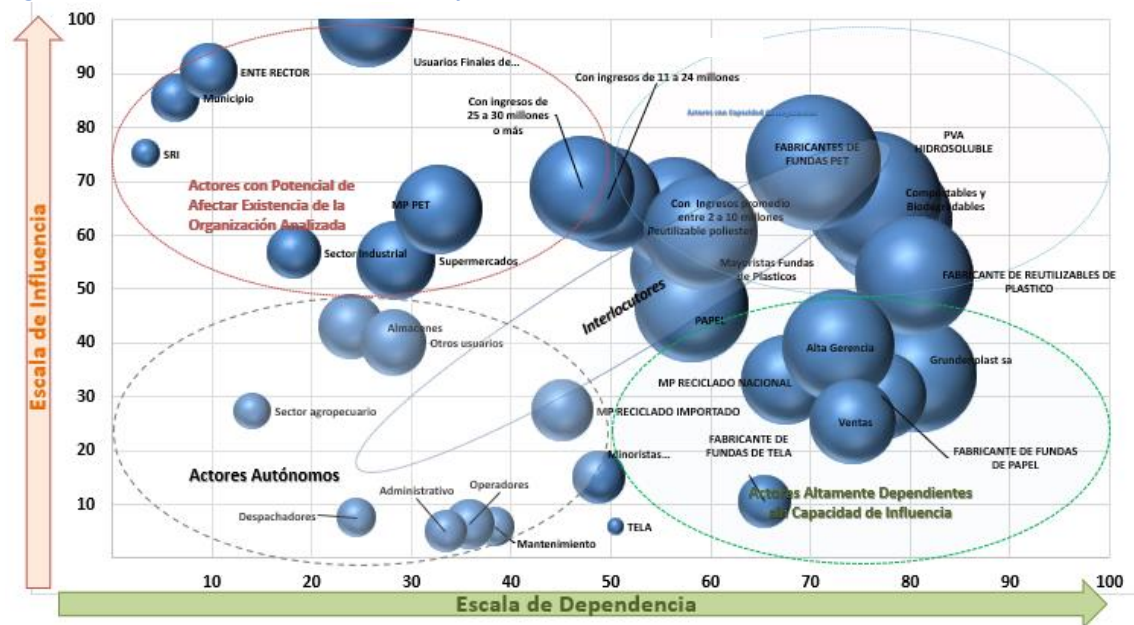 100
90
80
70
60
50
40
30
20
10
Escala de Influencia
Usuarios Finales de...
ENTE RECTOR
Municipio
SRI
Con ingresos de 11 a 24 millones
Con ingresos de
25 a 30 millones
o más
Actores con Capacidad de
PVA
HIDROSOLUBLE
FABRICANTES DE
FUNDAS PET
Actores con Potencial de
Afectar Existencia de la
Organización Analizada
MP PET
Compostables y
Biodegradables
Con Ingresos promedio
entre 2 a 10 millones
Reutilizable poliester
Sector Industrial
Supermercados
Mayoristas Fundas
de Plasticos
FABRICANTE DE REUTILIZABLES DE
PLASTICO
Interlocutores
PAPEL
Almacenes
Otros usuarios
Alta Gerencia
Grundenplast sa
MP RECICLADO NACIONAL
Sector agropecuario
MP RECICLADO IMPORTADO
Ventas
FABRICANTE DE
FUNDAS DE TELA
FABRICANTE DE FUNDAS
DE PAPEL
Minoristas...
Actores Autónomos
Actores Altamente Dependientes
sin Capacidad de Influencia
Administrativo
Operadores
Despachadores
Mantenimiento
TELA
10 20 30 40 50 60 70 80 90 100
Escala de Dependencia